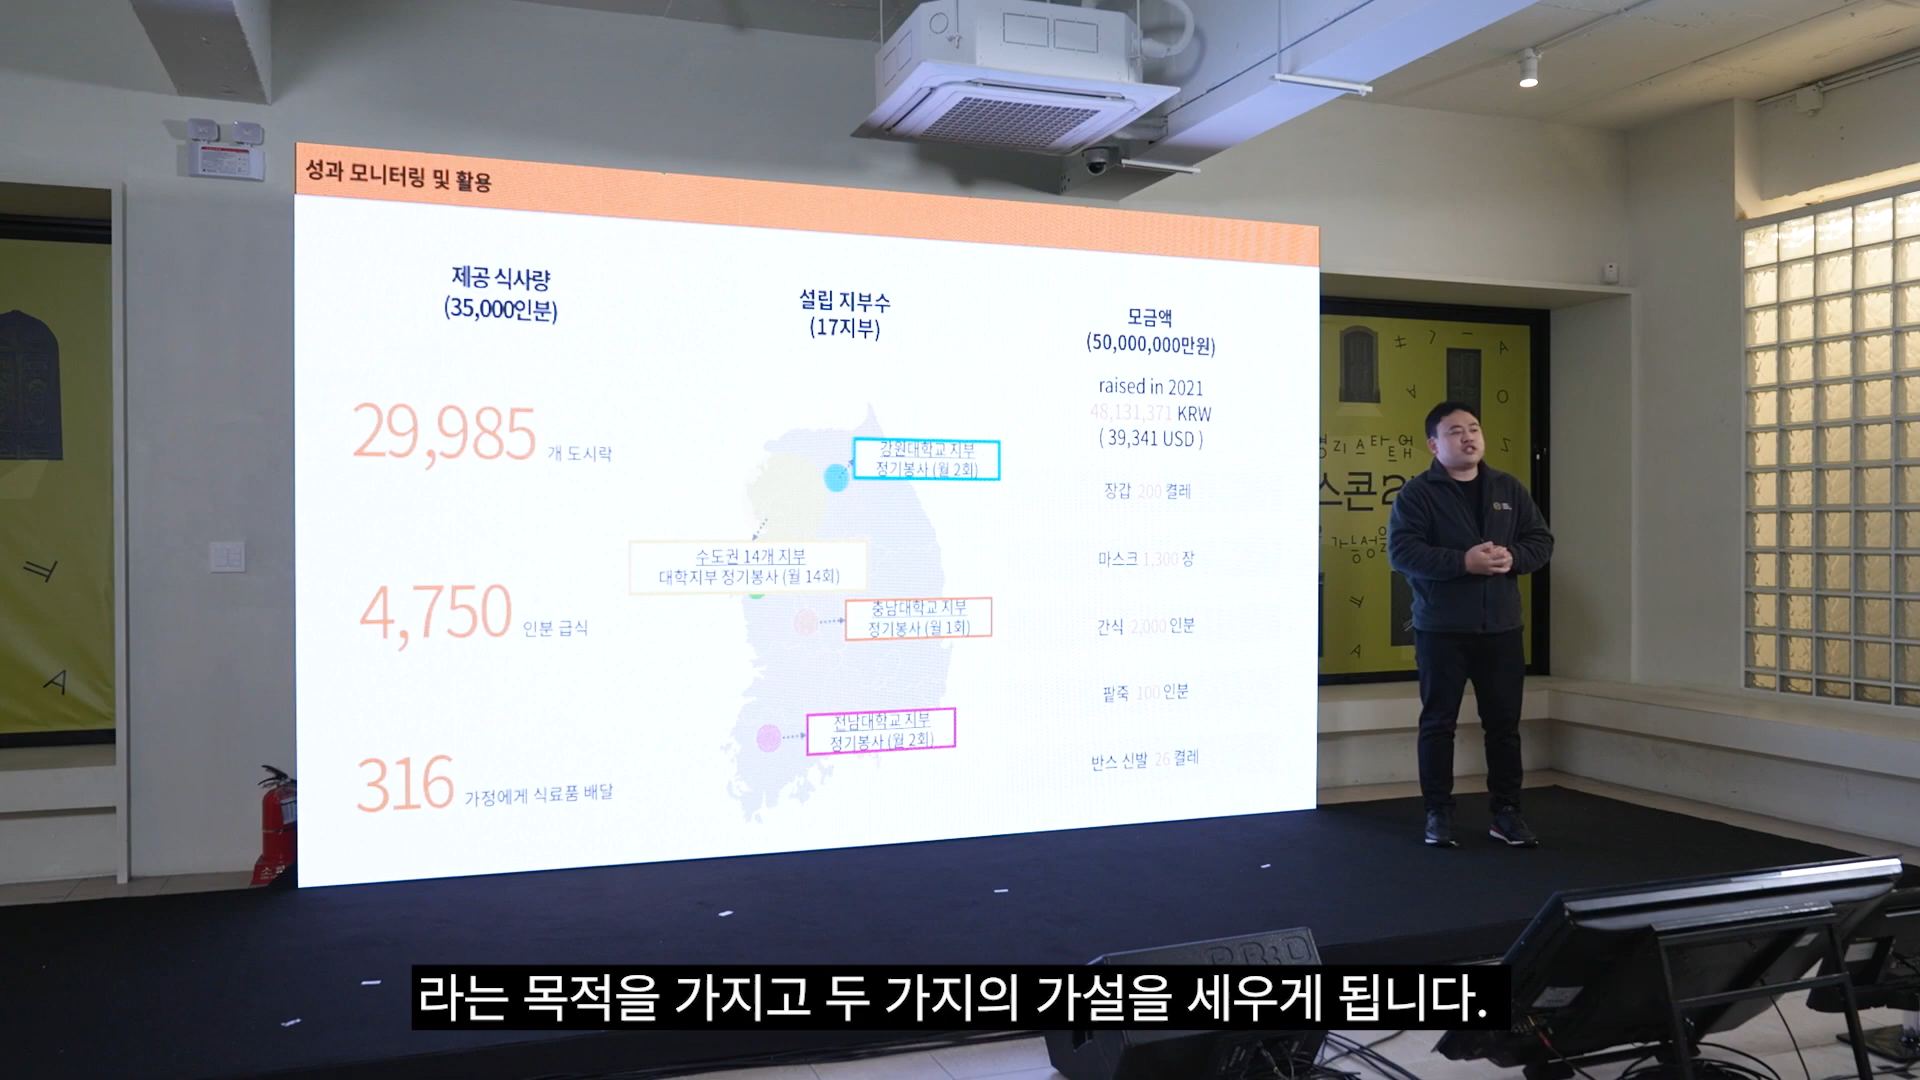 성과 모니터링 및 활용
제공 식사량
(35,000인분)
29,985 개 도시락
4,750 인분 급식
316 가정에게 식료품 배달
설립 지부수
(17지부)
강원대학교 지부
정기봉사 (월 2회)
수도권 14개 지부
대학지부 정기봉사 (월 14회)
충남대학교 지부
정기봉사 (월 1회)
전남대학교 지부
정기봉사 (월 2회)
모금액
(50,000,000만원)
raised in 2021
48,131,371 KRW
( 39,341 USD )
장갑 200 켤레
마스크 1,300 장
간식 2,000 인분
팥죽 100 인분
반스 신발 26 켤레
라는 목적을 가지고 두 가지의 가설을 세우게 됩니다.